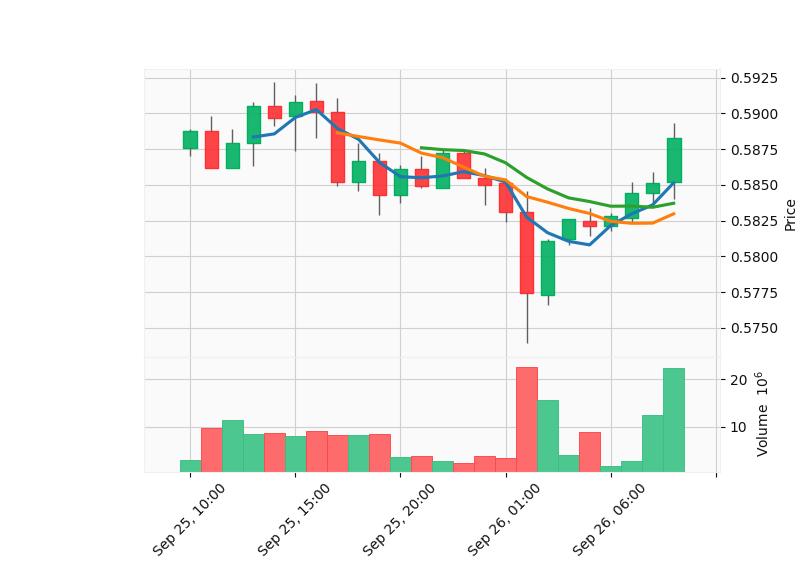 0.5925
0.5900
0.5875
0.5850
0.5825
0.5800
0.5775
0.5750
Price
20
10
Volume 10⁶
Sep 25, 10:00
Sep 25, 15:00
Sep 25, 20:00
Sep 26, 01:00
Sep 26, 06:00